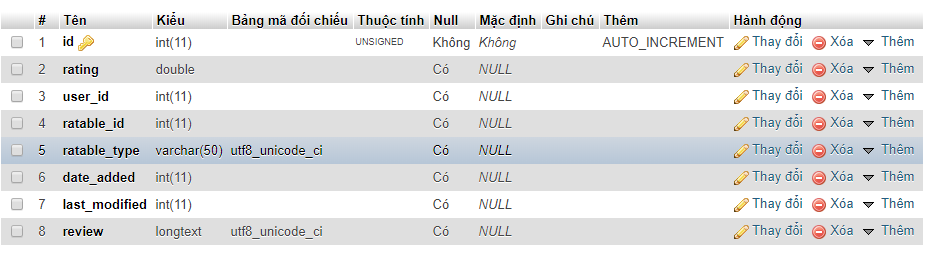 # Tên Kiểu Bảng mã đối chiếu Thuộc tính Null Mặc định Ghi chú Thêm Hành động
1 id int(11) UNSIGNED Không Không AUTO_INCREMENT Thay đổi Xóa Thêm
2 rating double Có NULL Thay đổi Xóa Thêm
3 user_id int(11) Có NULL Thay đổi Xóa Thêm
4 ratable_id int(11) Có NULL Thay đổi Xóa Thêm
5 ratable_type varchar(50) utf8_unicode_ci Có NULL Thay đổi Xóa Thêm
6 date_added int(11) Có NULL Thay đổi Xóa Thêm
7 last_modified int(11) Có NULL Thay đổi Xóa Thêm
8 review longtext utf8_unicode_ci Có NULL Thay đổi Xóa Thêm